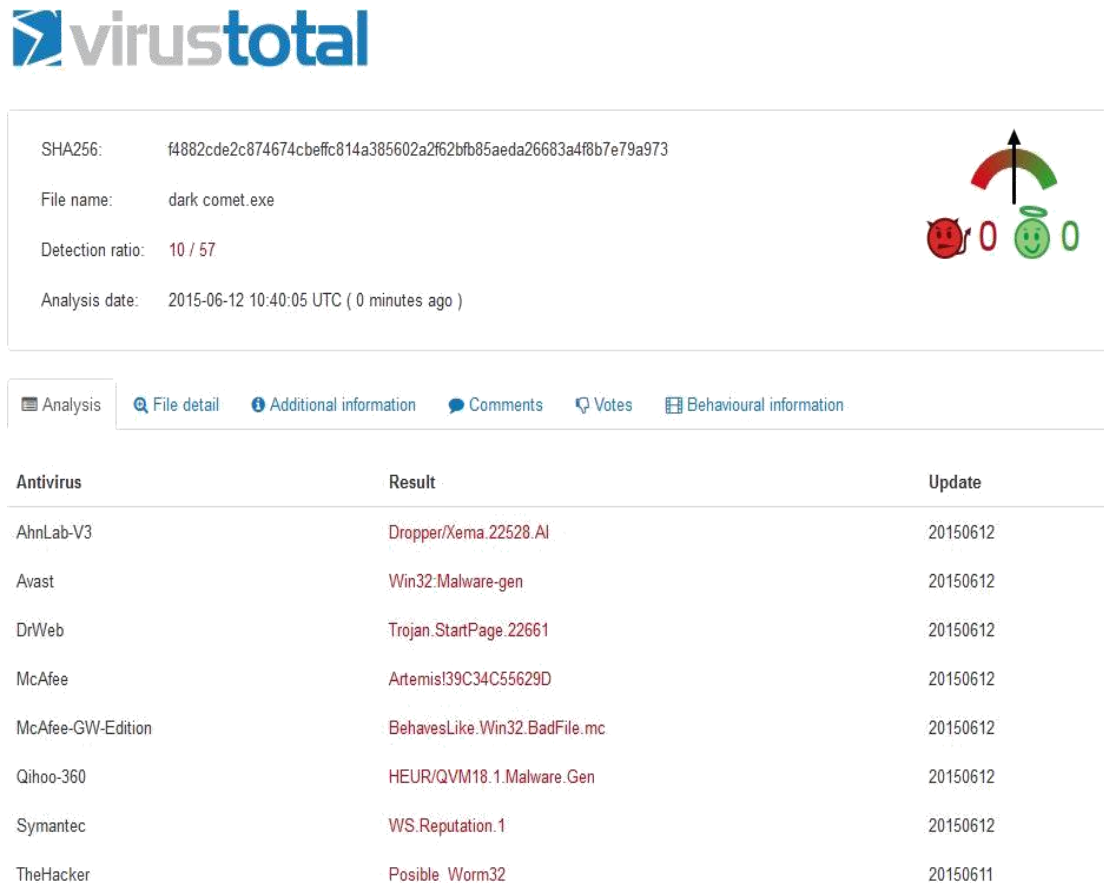 virustotal
SHA256: f4882cde2c874674cbeffc814a385602a2f62bfb85aeda26683a4f8b7e79a973
File name: dark comet.exe
Detection ratio: 10 / 57
Analysis date: 2015-06-12 10:40:05 UTC ( 0 minutes ago )
0 0
Analysis File detail Additional information Comments Votes Behavioural information
Antivirus Result Update
AhnLab-V3 Dropper/Xema.22528.AI 20150612
Avast Win32:Malware-gen 20150612
DrWeb Trojan.StartPage.22661 20150612
McAfee Artemis!39C34C55629D 20150612
McAfee-GW-Edition BehavesLike.Win32.BadFile.mc 20150612
Qihoo-360 HEUR/QVM18.1.Malware.Gen 20150612
Symantec WS.Reputation.1 20150612
TheHacker Posible_Worm32 20150611